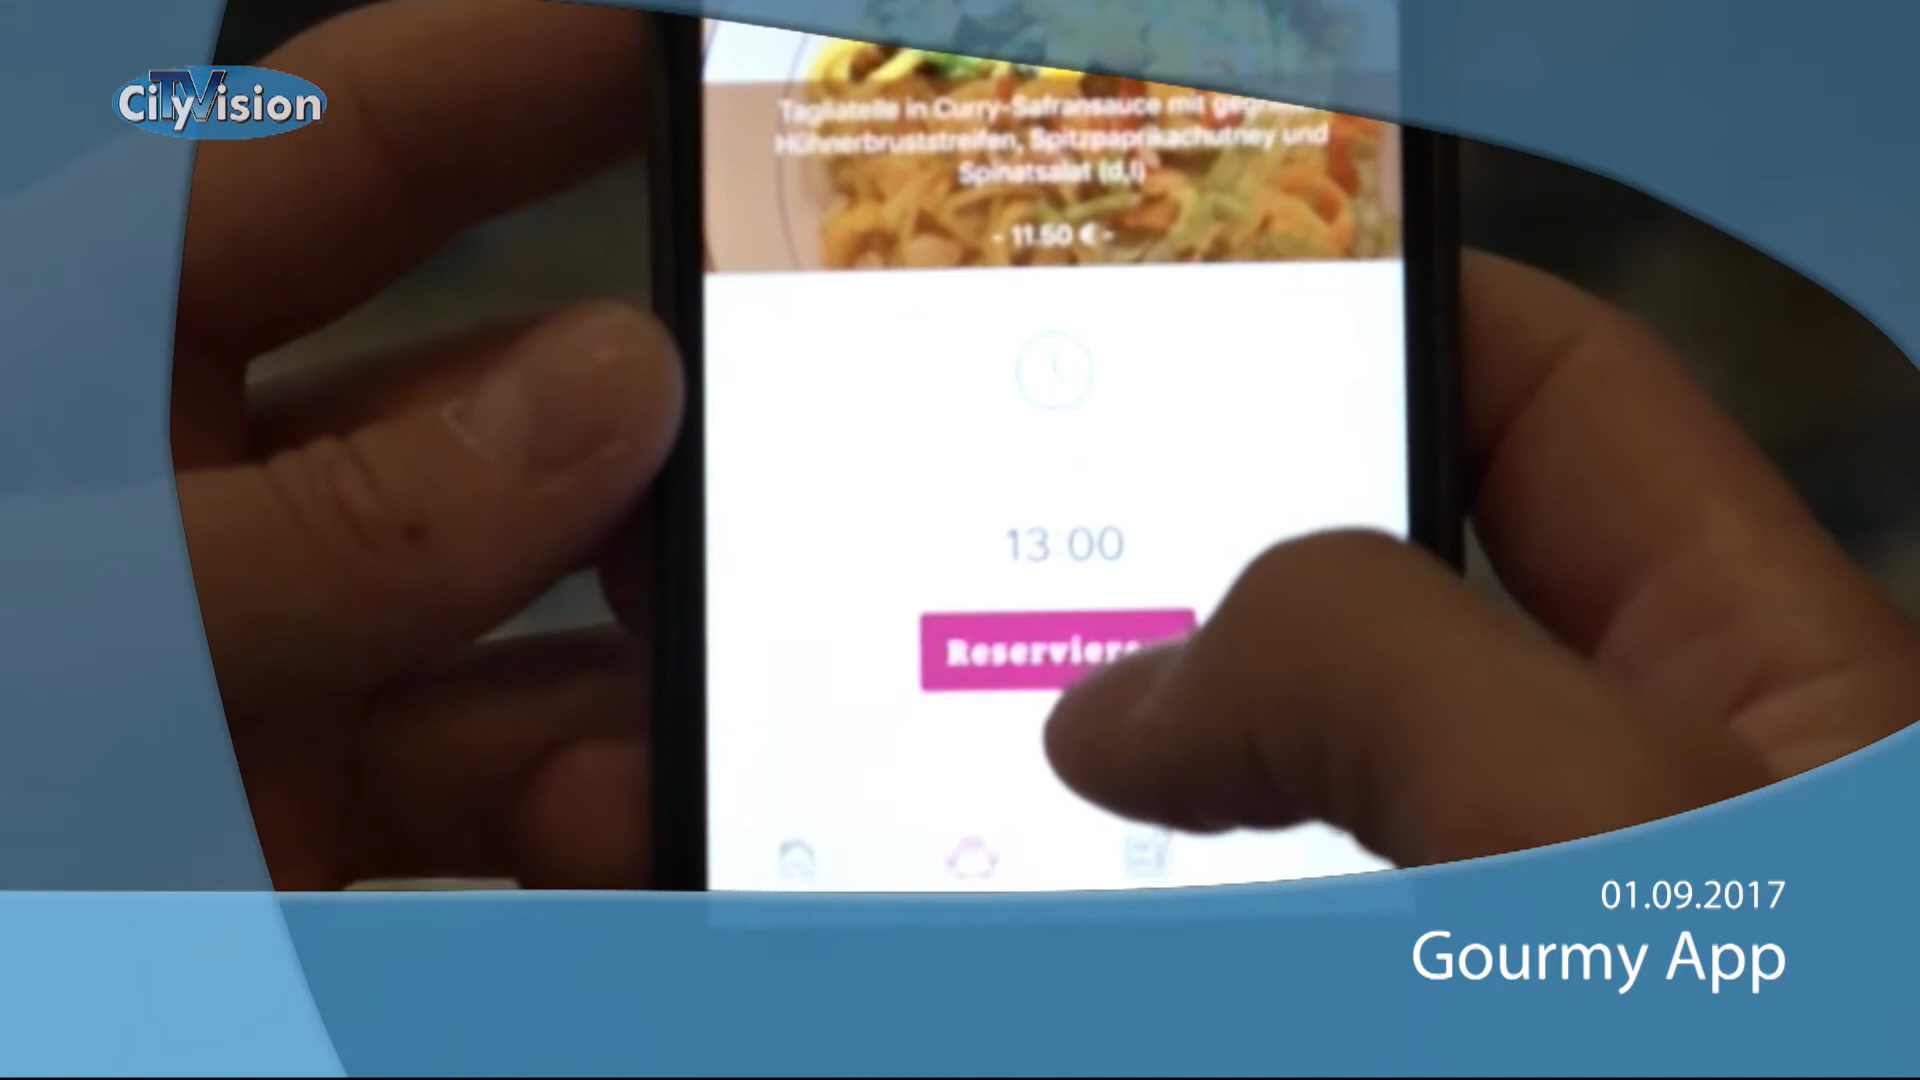 CityVision
TV
Tagliatelle in Curry-Safransauce mit
Hühnerbruststreifen, Spitzpaprikachutney und
Spinatsalat (d,l)
- 11.50 € -
13:00
01.09.2017
Gourmy App